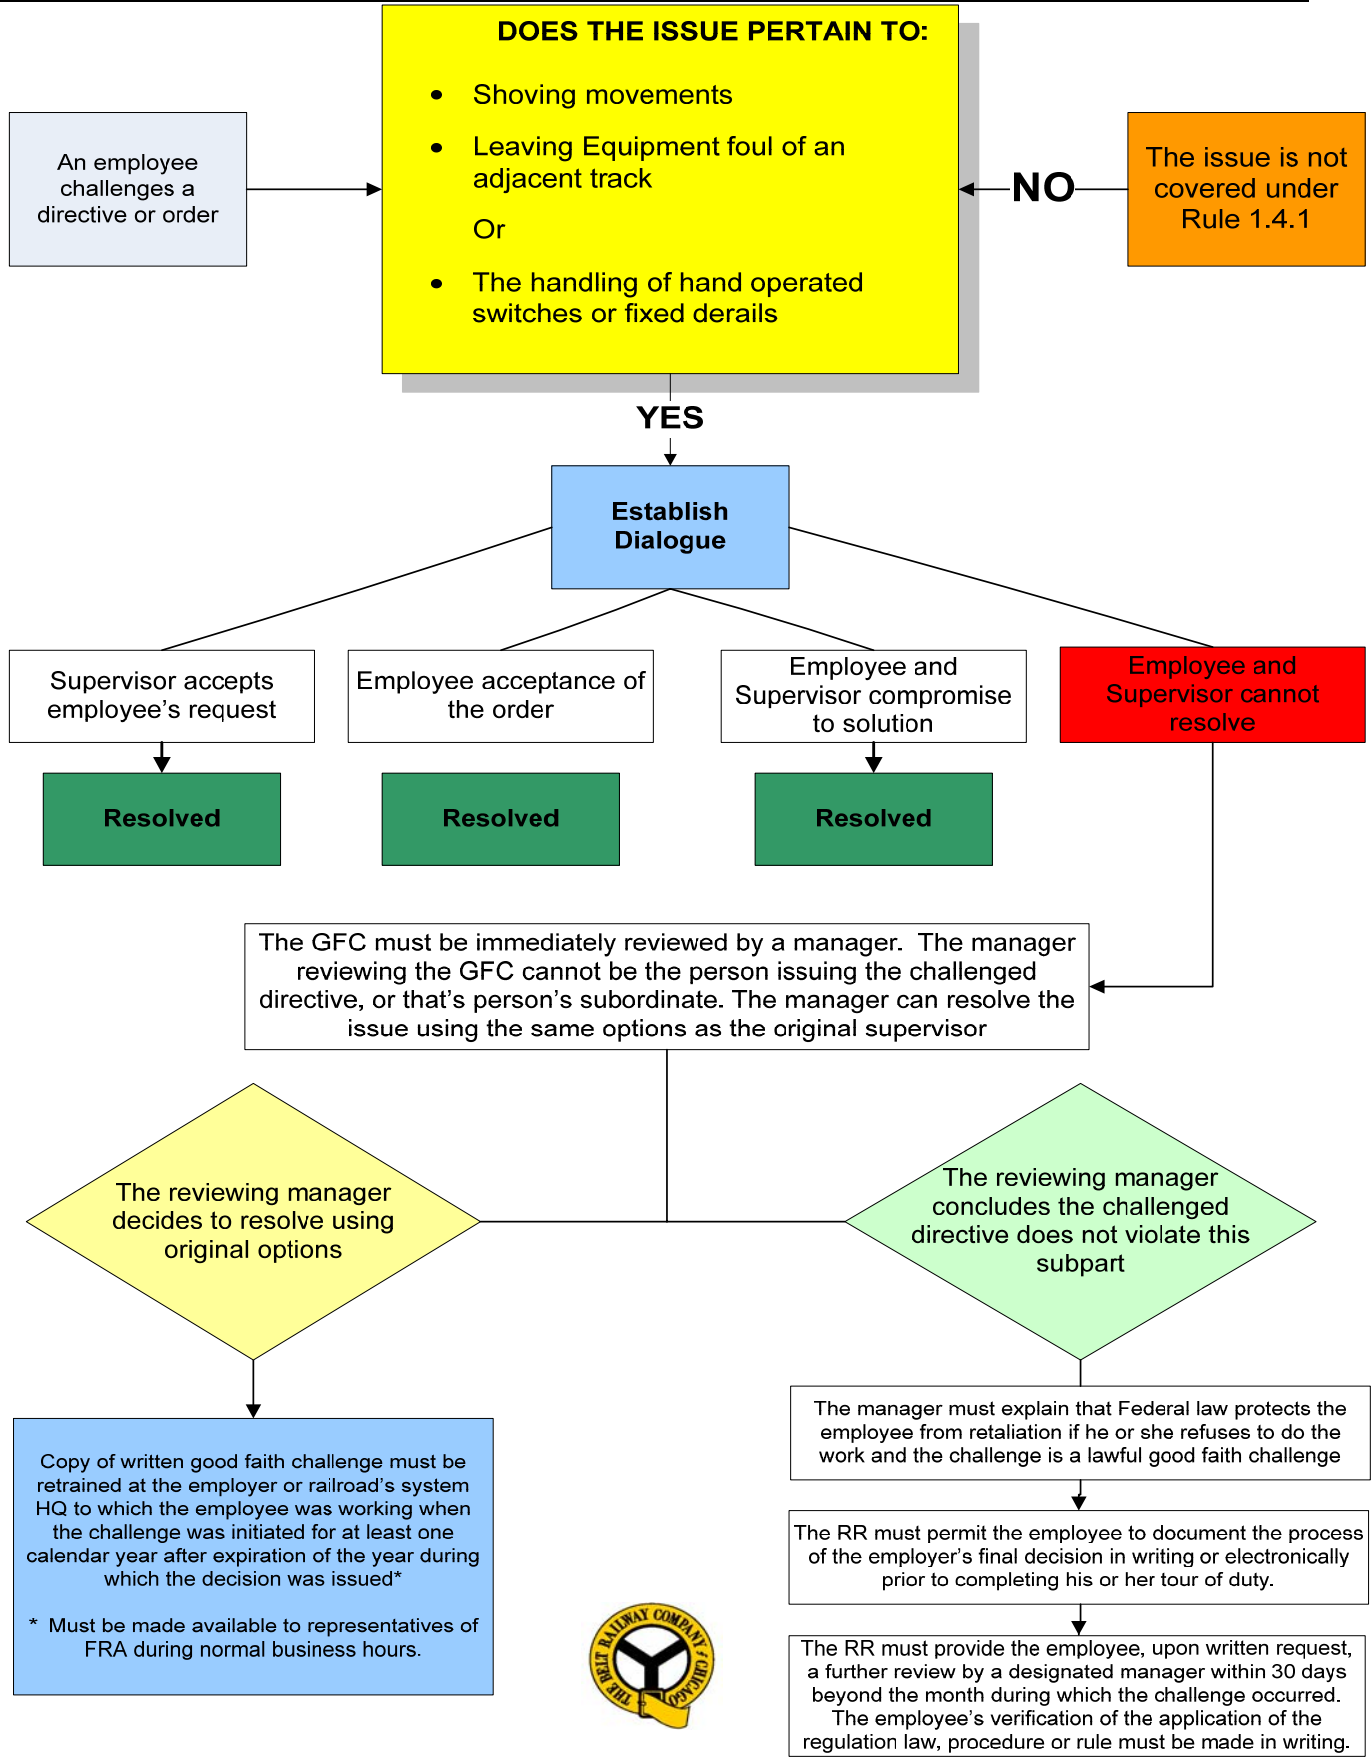 DOES THE ISSUE PERTAIN TO:
• Shoving movements
• Leaving Equipment foul of an
adjacent track
Or
• The handling of hand operated
switches or fixed derails
An employee
challenges a
directive or order
NO
The issue is not
covered under
Rule 1.4.1
YES
Establish
Dialogue
Supervisor accepts
employee's request
Employee acceptance of
the order
Employee and
Supervisor compromise
to solution
Employee and
Supervisor cannot
resolve
Resolved
Resolved
Resolved
The GFC must be immediately reviewed by a manager. The manager
reviewing the GFC cannot be the person issuing the challenged
directive, or that's person's subordinate. The manager can resolve the
issue using the same options as the original supervisor
The reviewing manager
decides to resolve using
original options
The reviewing manager
concludes the challenged
directive does not violate this
subpart
Copy of written good faith challenge must be
retrained at the employer or railroad's system
HQ to which the employee was working when
the challenge was initiated for at least one
calendar year after expiration of the year during
which the decision was issued*
* Must be made available to representatives of
FRA during normal business hours.
The manager must explain that Federal law protects the
employee from retaliation if he or she refuses to do the
work and the challenge is a lawful good faith challenge
The RR must permit the employee to document the process
of the employer's final decision in writing or electronically
prior to completing his or her tour of duty.
The RR must provide the employee, upon written request,
a further review by a designated manager within 30 days
beyond the month during which the challenge occurred.
The employee's verification of the application of the
regulation law, procedure or rule must be made in writing.
THE BELT RAILWAY COMPANY of CHICAGO